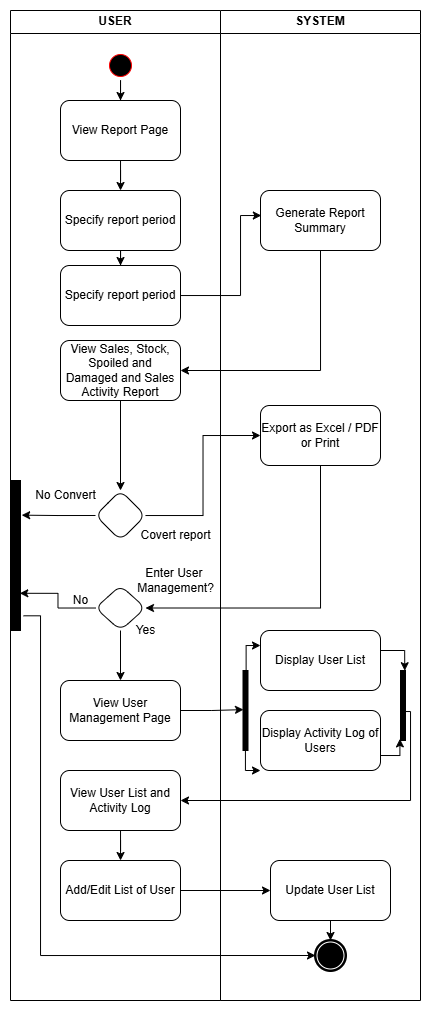 USER
SYSTEM
View Report Page
Specify report period
Generate Report
Summary
Specify report period
View Sales, Stock,
Spoiled and
Damaged and Sales
Activity Report
Export as Excel / PDF
or Print
No Convert
Covert report
Enter User
Management?
No
Yes
Display User List
View User
Management Page
Display Activity Log of
Users
View User List and
Activity Log
Add/Edit List of User
Update User List